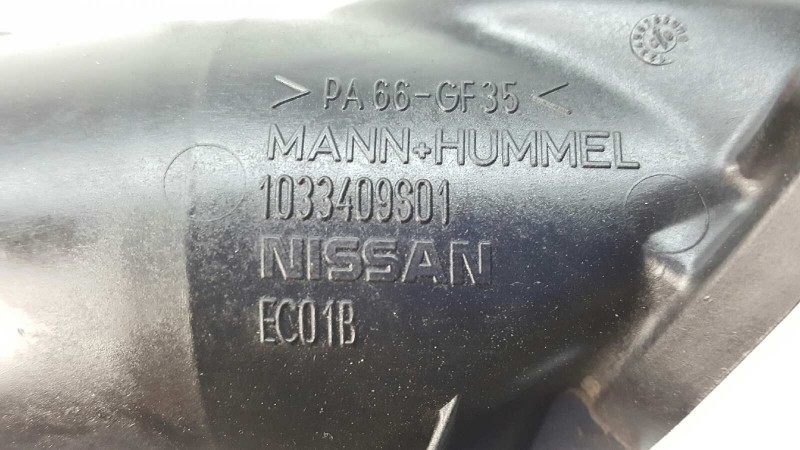 > PA 66-GF35 <
MANN+HUMMEL
1033409S01
NISSAN
EC01B